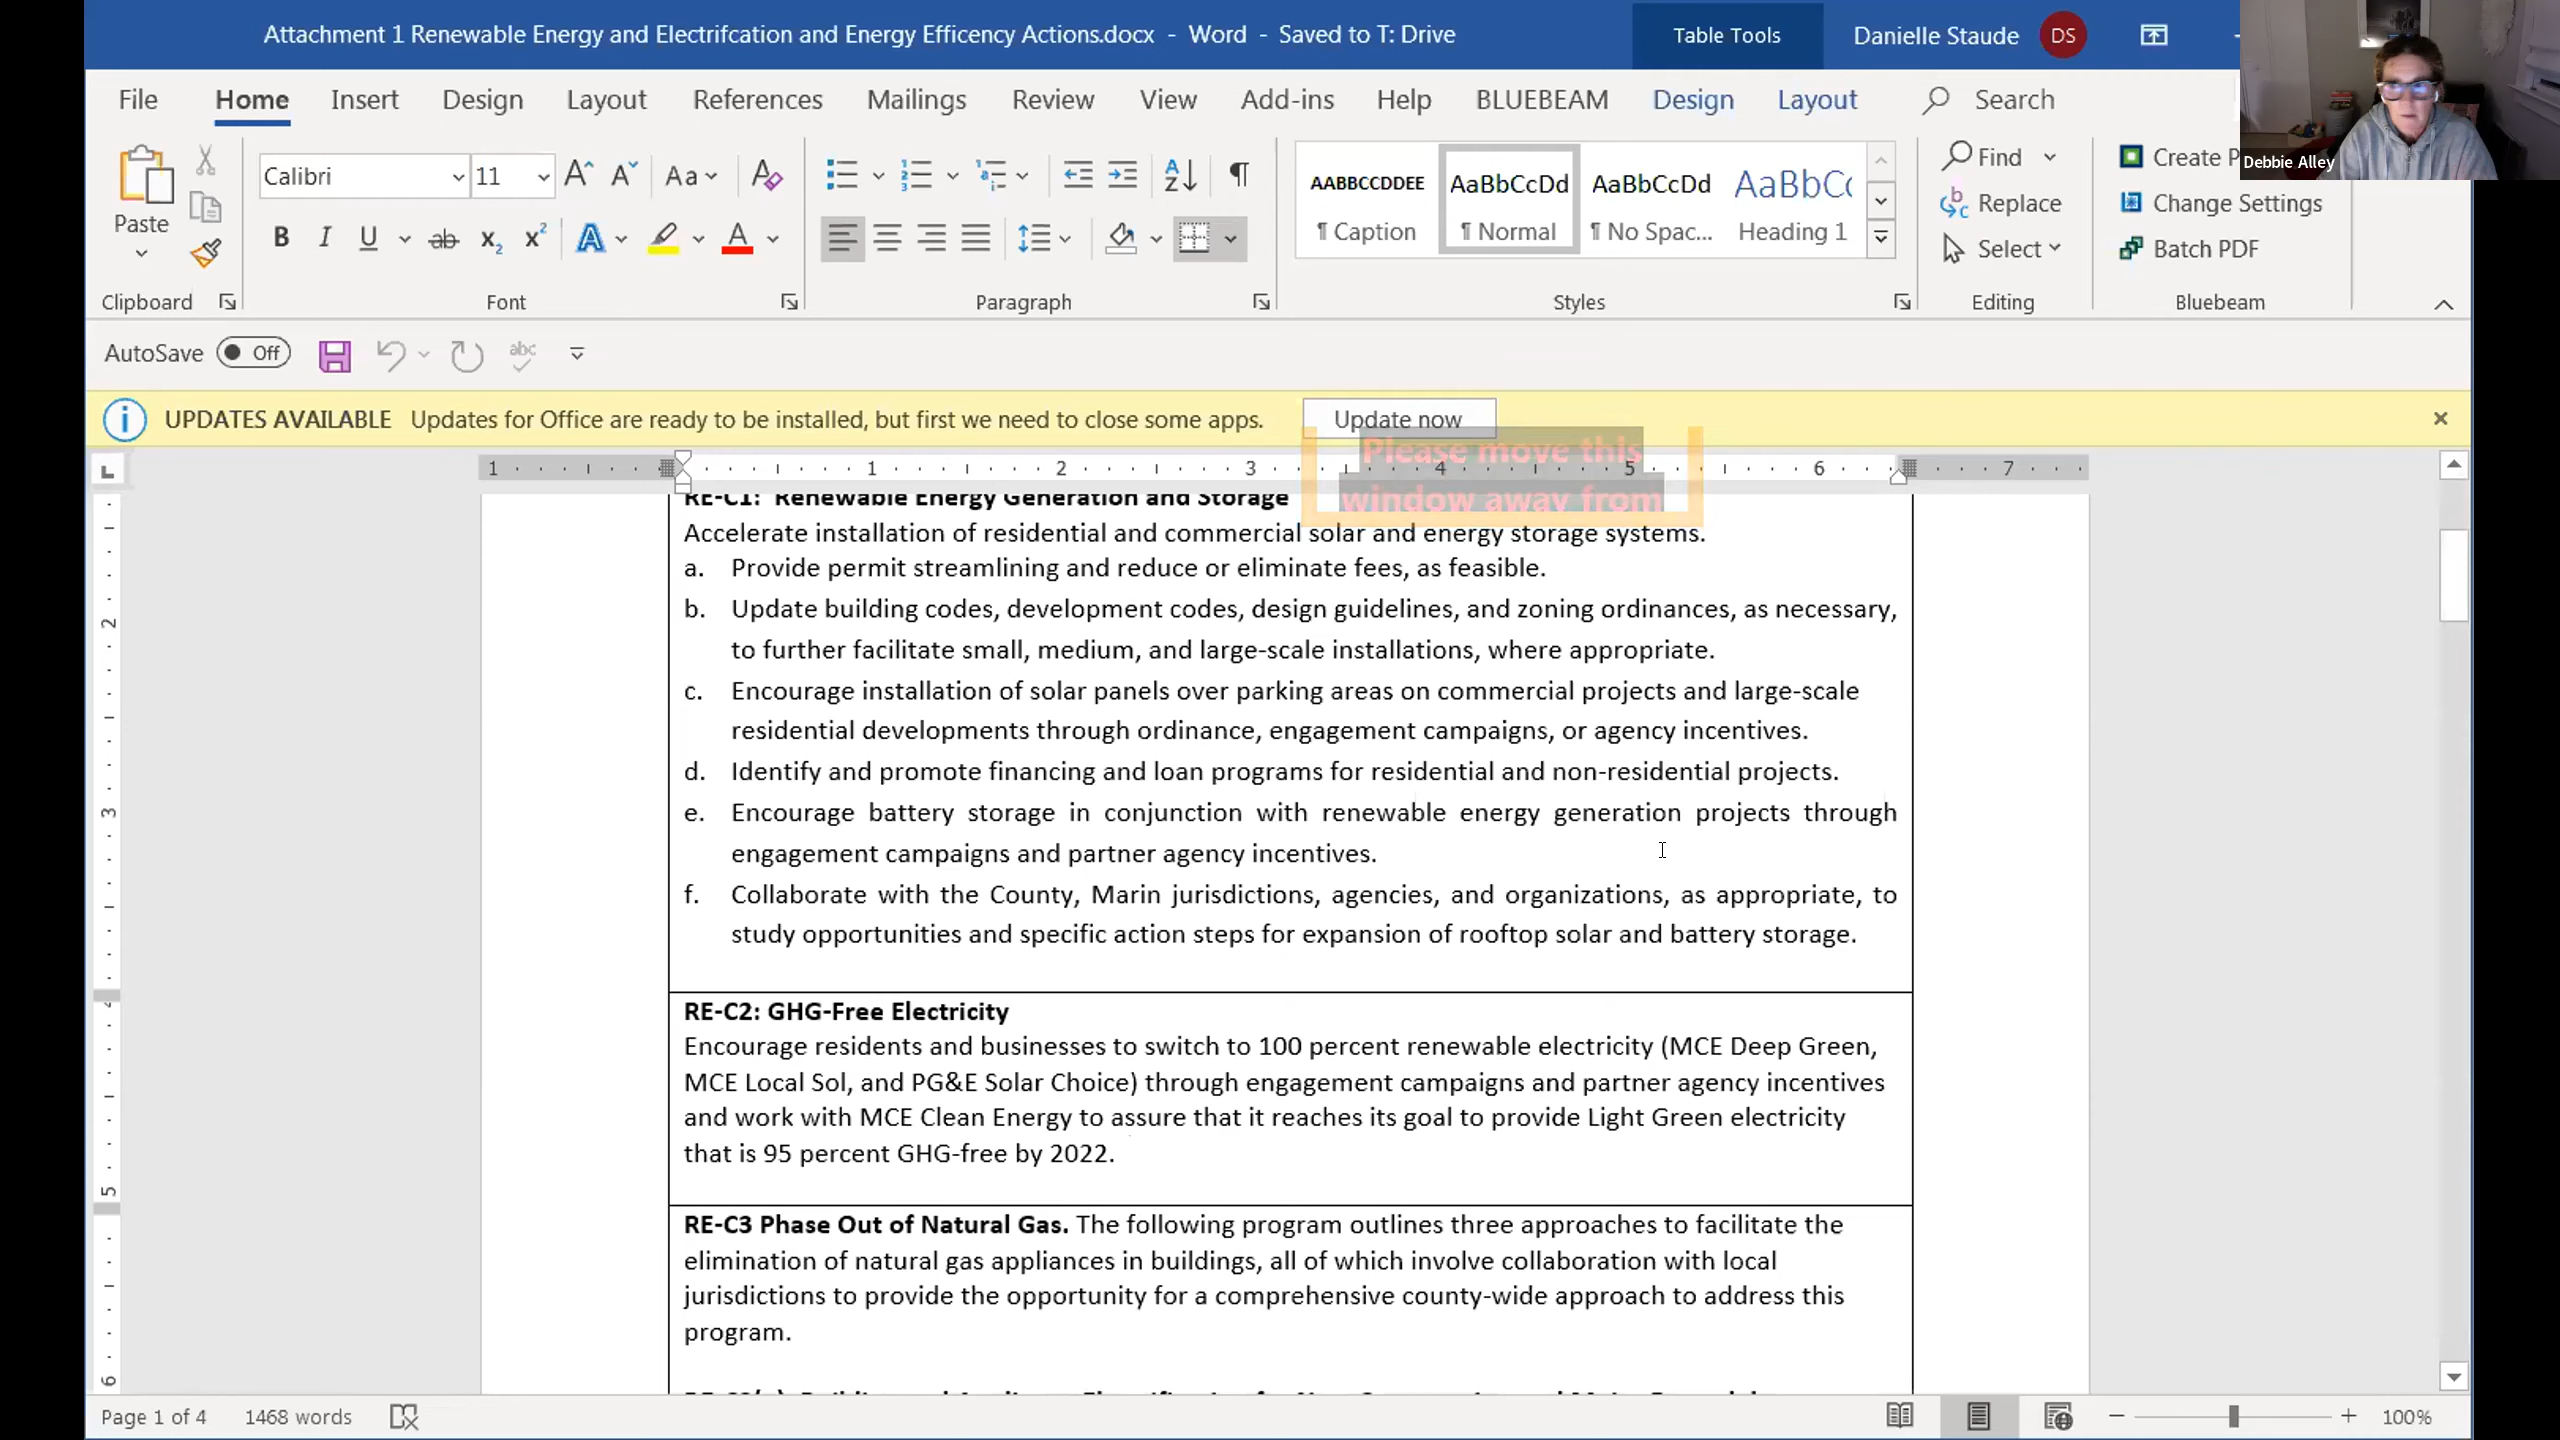 Attachment 1 Renewable Energy and Electrifcation and Energy Efficency Actions.docx - Word - Saved to T: Drive
Table Tools
Danielle Staude
DS
File Home Insert Design Layout References Mailings Review View Add-ins Help BLUEBEAM Design Layout Search
Debbie Alley
Paste
Calibri 11
Aa
AABBCCDDEE AaBbCcDd AaBbCcDd AaBbCc
¶ Caption ¶ Normal ¶ No Spac... Heading 1
Find
Replace
Select
Create P
Change Settings
Batch PDF
Clipboard Font Paragraph Styles Editing Bluebeam
AutoSave Off
UPDATES AVAILABLE Updates for Office are ready to be installed, but first we need to close some apps. Update now
Please move this
window away from
1 1 2 3 4 5 6 7
RE-C1: Renewable Energy Generation and Storage
Accelerate installation of residential and commercial solar and energy storage systems.
a. Provide permit streamlining and reduce or eliminate fees, as feasible.
b. Update building codes, development codes, design guidelines, and zoning ordinances, as necessary,
to further facilitate small, medium, and large-scale installations, where appropriate.
c. Encourage installation of solar panels over parking areas on commercial projects and large-scale
residential developments through ordinance, engagement campaigns, or agency incentives.
d. Identify and promote financing and loan programs for residential and non-residential projects.
e. Encourage battery storage in conjunction with renewable energy generation projects through
engagement campaigns and partner agency incentives.
f. Collaborate with the County, Marin jurisdictions, agencies, and organizations, as appropriate, to
study opportunities and specific action steps for expansion of rooftop solar and battery storage.
RE-C2: GHG-Free Electricity
Encourage residents and businesses to switch to 100 percent renewable electricity (MCE Deep Green,
MCE Local Sol, and PG&E Solar Choice) through engagement campaigns and partner agency incentives
and work with MCE Clean Energy to assure that it reaches its goal to provide Light Green electricity
that is 95 percent GHG-free by 2022.
RE-C3 Phase Out of Natural Gas. The following program outlines three approaches to facilitate the
elimination of natural gas appliances in buildings, all of which involve collaboration with local
jurisdictions to provide the opportunity for a comprehensive county-wide approach to address this
program.
Page 1 of 4 1468 words 100%